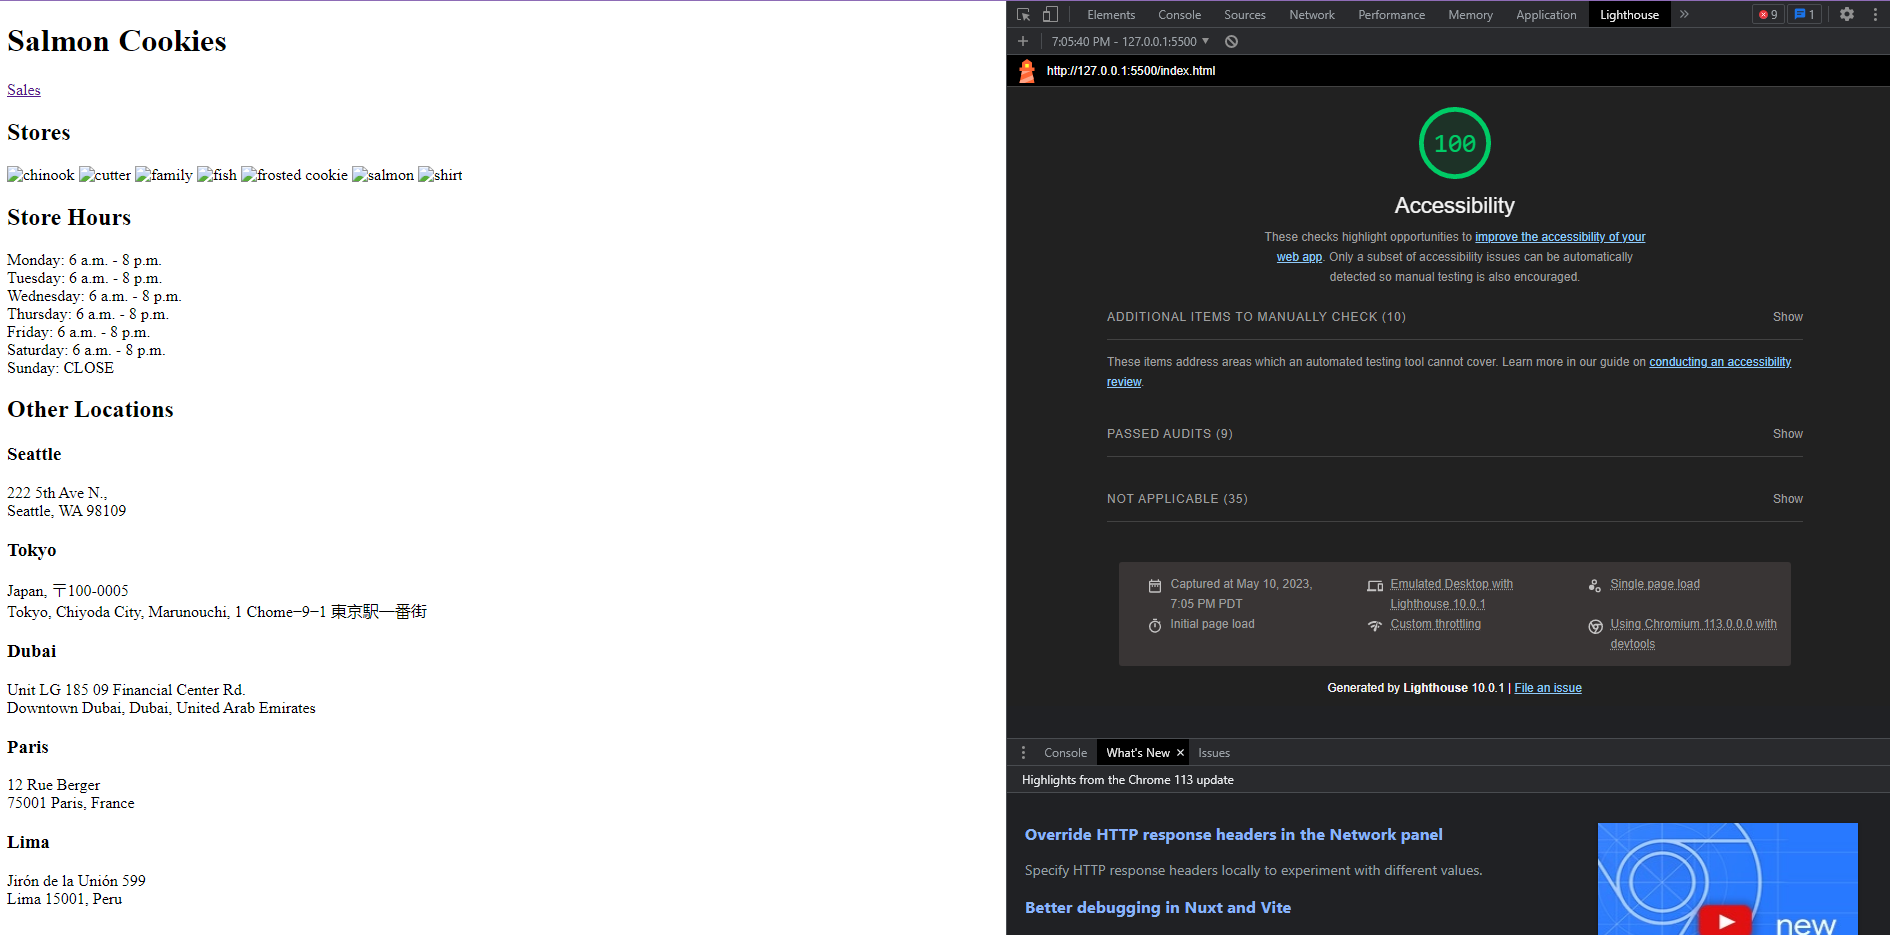 Salmon Cookies
Sales
Stores
chinook cutter family fish frosted cookie salmon shirt
Store Hours
Monday: 6 a.m. - 8 p.m.
Tuesday: 6 a.m. - 8 p.m.
Wednesday: 6 a.m. - 8 p.m.
Thursday: 6 a.m. - 8 p.m.
Friday: 6 a.m. - 8 p.m.
Saturday: 6 a.m. - 8 p.m.
Sunday: CLOSE
Other Locations
Seattle
222 5th Ave N.,
Seattle, WA 98109
Tokyo
Japan, 〒100-0005
Tokyo, Chiyoda City, Marunouchi, 1 Chome−9−1 東京駅一番街
Dubai
Unit LG 185 09 Financial Center Rd.
Downtown Dubai, Dubai, United Arab Emirates
Paris
12 Rue Berger
75001 Paris, France
Lima
Jirón de la Unión 599
Lima 15001, Peru
Elements Console Sources Network Performance Memory Application Lighthouse 9 1
7:05:40 PM - 127.0.0.1:5500
http://127.0.0.1:5500/index.html
100
Accessibility
These checks highlight opportunities to improve the accessibility of your
web app. Only a subset of accessibility issues can be automatically
detected so manual testing is also encouraged.
ADDITIONAL ITEMS TO MANUALLY CHECK (10) Show
These items address areas which an automated testing tool cannot cover. Learn more in our guide on conducting an accessibility
review.
PASSED AUDITS (9) Show
NOT APPLICABLE (35) Show
Captured at May 10, 2023,
7:05 PM PDT
Initial page load
Emulated Desktop with
Lighthouse 10.0.1
Custom throttling
Single page load
Using Chromium 113.0.0.0 with
devtools
Generated by Lighthouse 10.0.1 | File an issue
Console What's New × Issues
Highlights from the Chrome 113 update
Override HTTP response headers in the Network panel
Specify HTTP response headers locally to experiment with different values.
Better debugging in Nuxt and Vite
new